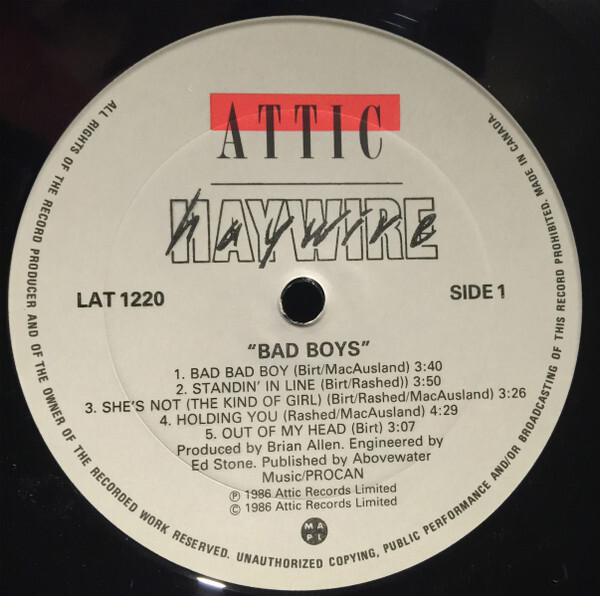 ATTIC
HAYWIRE
haywire
LAT 1220
SIDE 1
"BAD BOYS"
1. BAD BAD BOY (Birt/MacAusland) 3:40
2. STANDIN' IN LINE (Birt/Rashed)) 3:50
3. SHE'S NOT (THE KIND OF GIRL) (Birt/Rashed/MacAusland) 3:26
4. HOLDING YOU (Rashed/MacAusland) 4:29
5. OUT OF MY HEAD (Birt) 3:07
Produced by Brian Allen. Engineered by
Ed Stone. Published by Abovewater
Music/PROCAN
Ⓟ 1986 Attic Records Limited
© 1986 Attic Records Limited
M A
P L
ALL RIGHTS OF THE RECORD PRODUCER AND OF THE OWNER OF THE RECORDED WORK RESERVED. UNAUTHORIZED COPYING, PUBLIC PERFORMANCE AND/OR BROADCASTING OF THIS RECORD PROHIBITED. MADE IN CANADA.